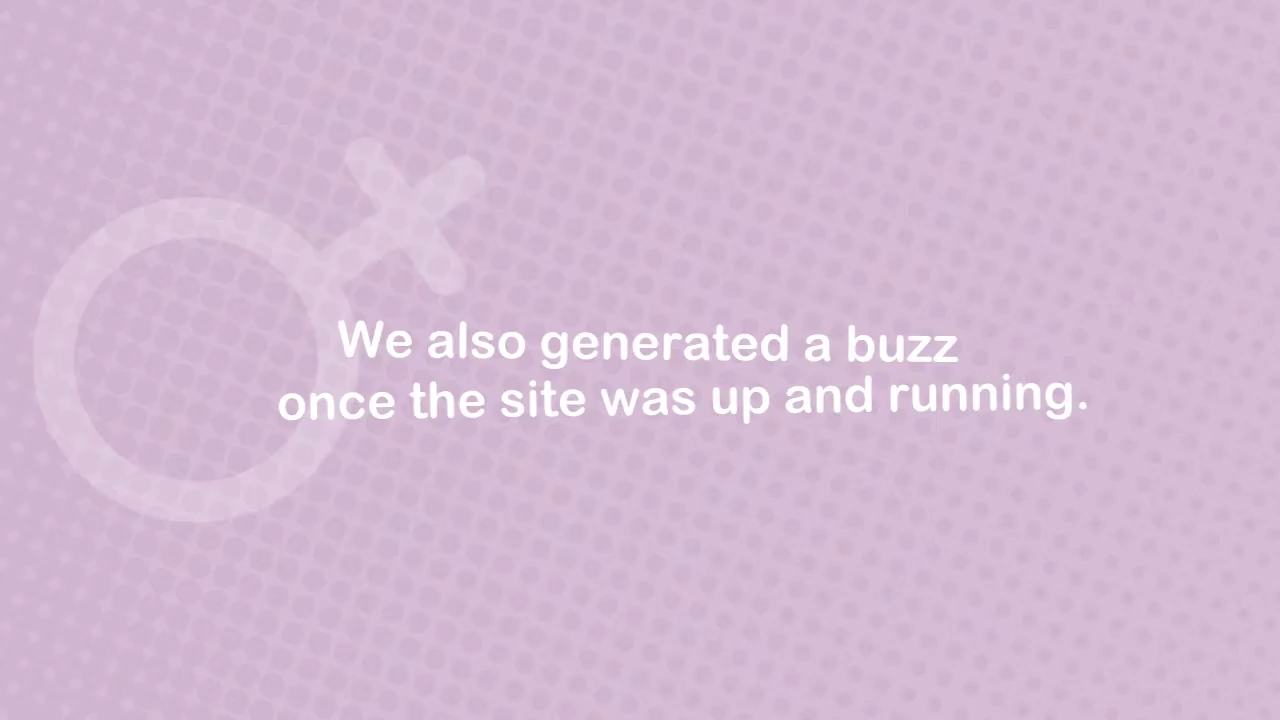 We also generated a buzz
once the site was up and running.